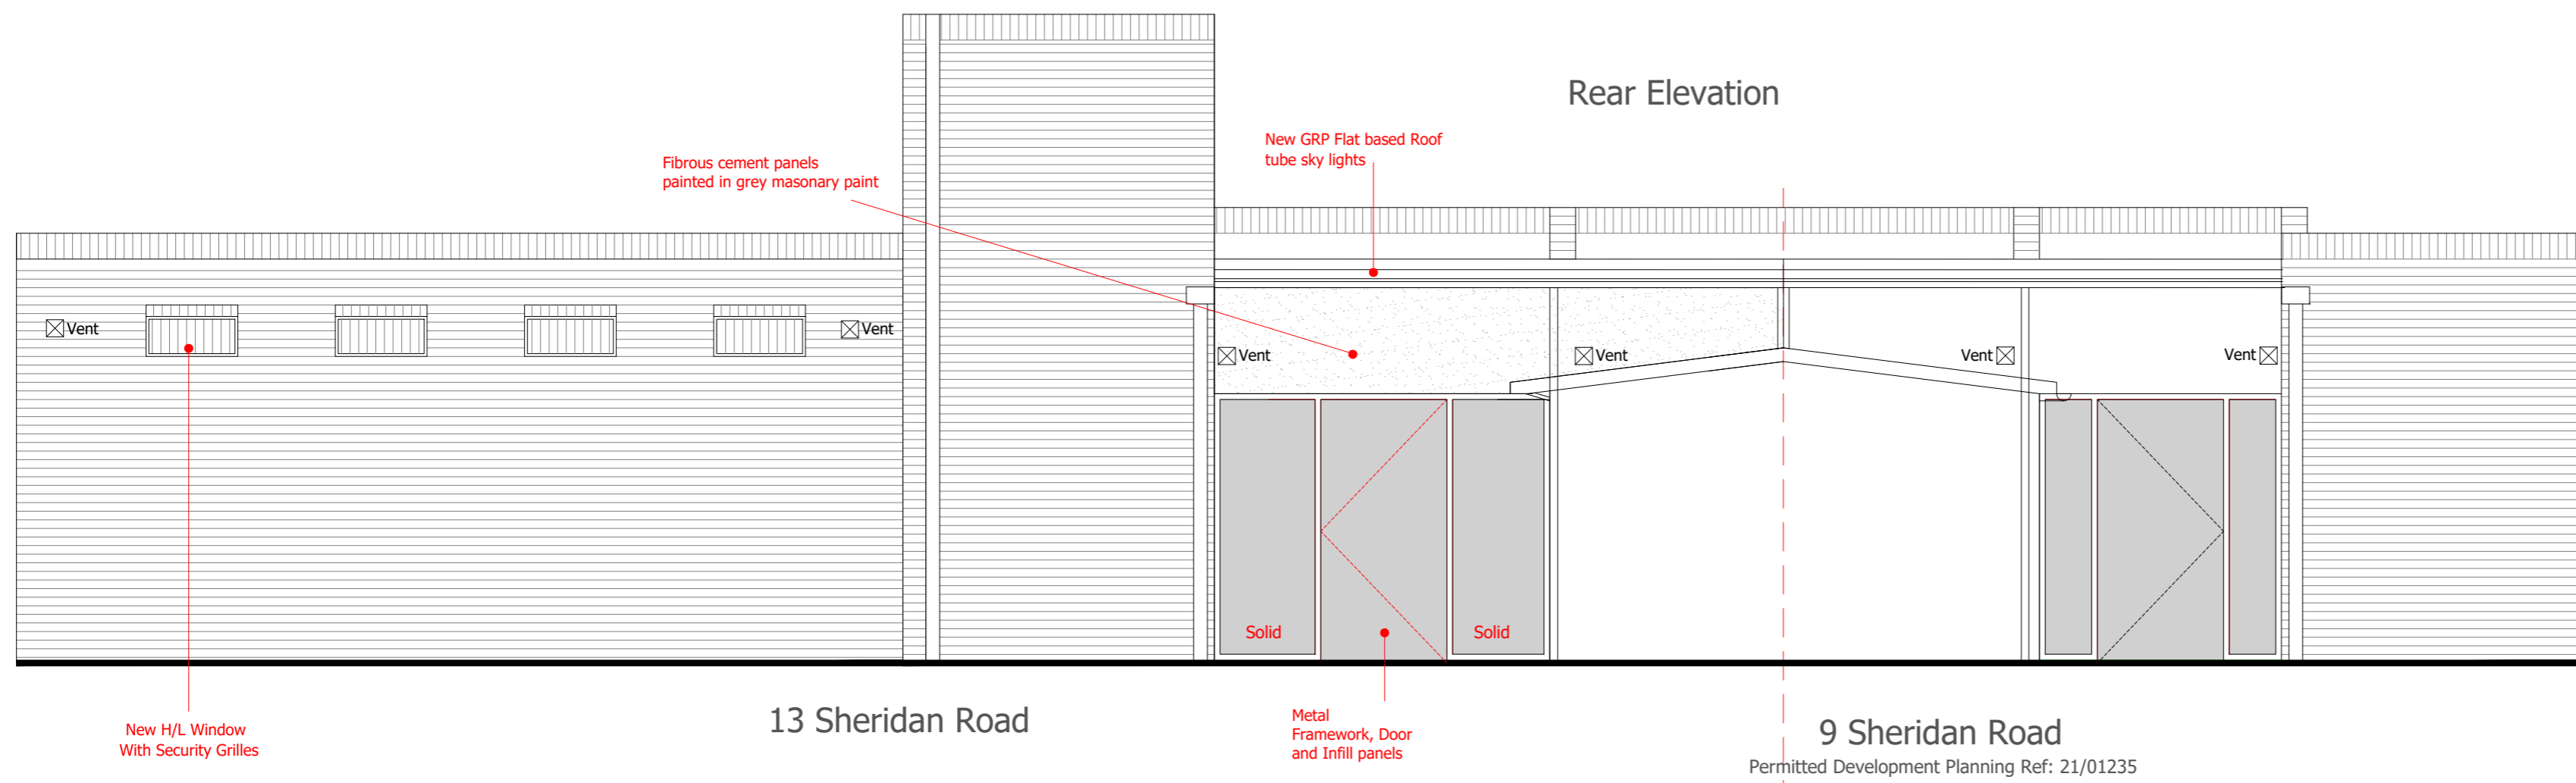 Rear Elevation
New GRP Flat based Roof
tube sky lights
Fibrous cement panels
painted in grey masonary paint
Vent
Vent
Vent
Vent
Vent
Vent
Solid
Solid
New H/L Window
With Security Grilles
13 Sheridan Road
Metal
Framework, Door
and Infill panels
9 Sheridan Road
Permitted Development Planning Ref: 21/01235